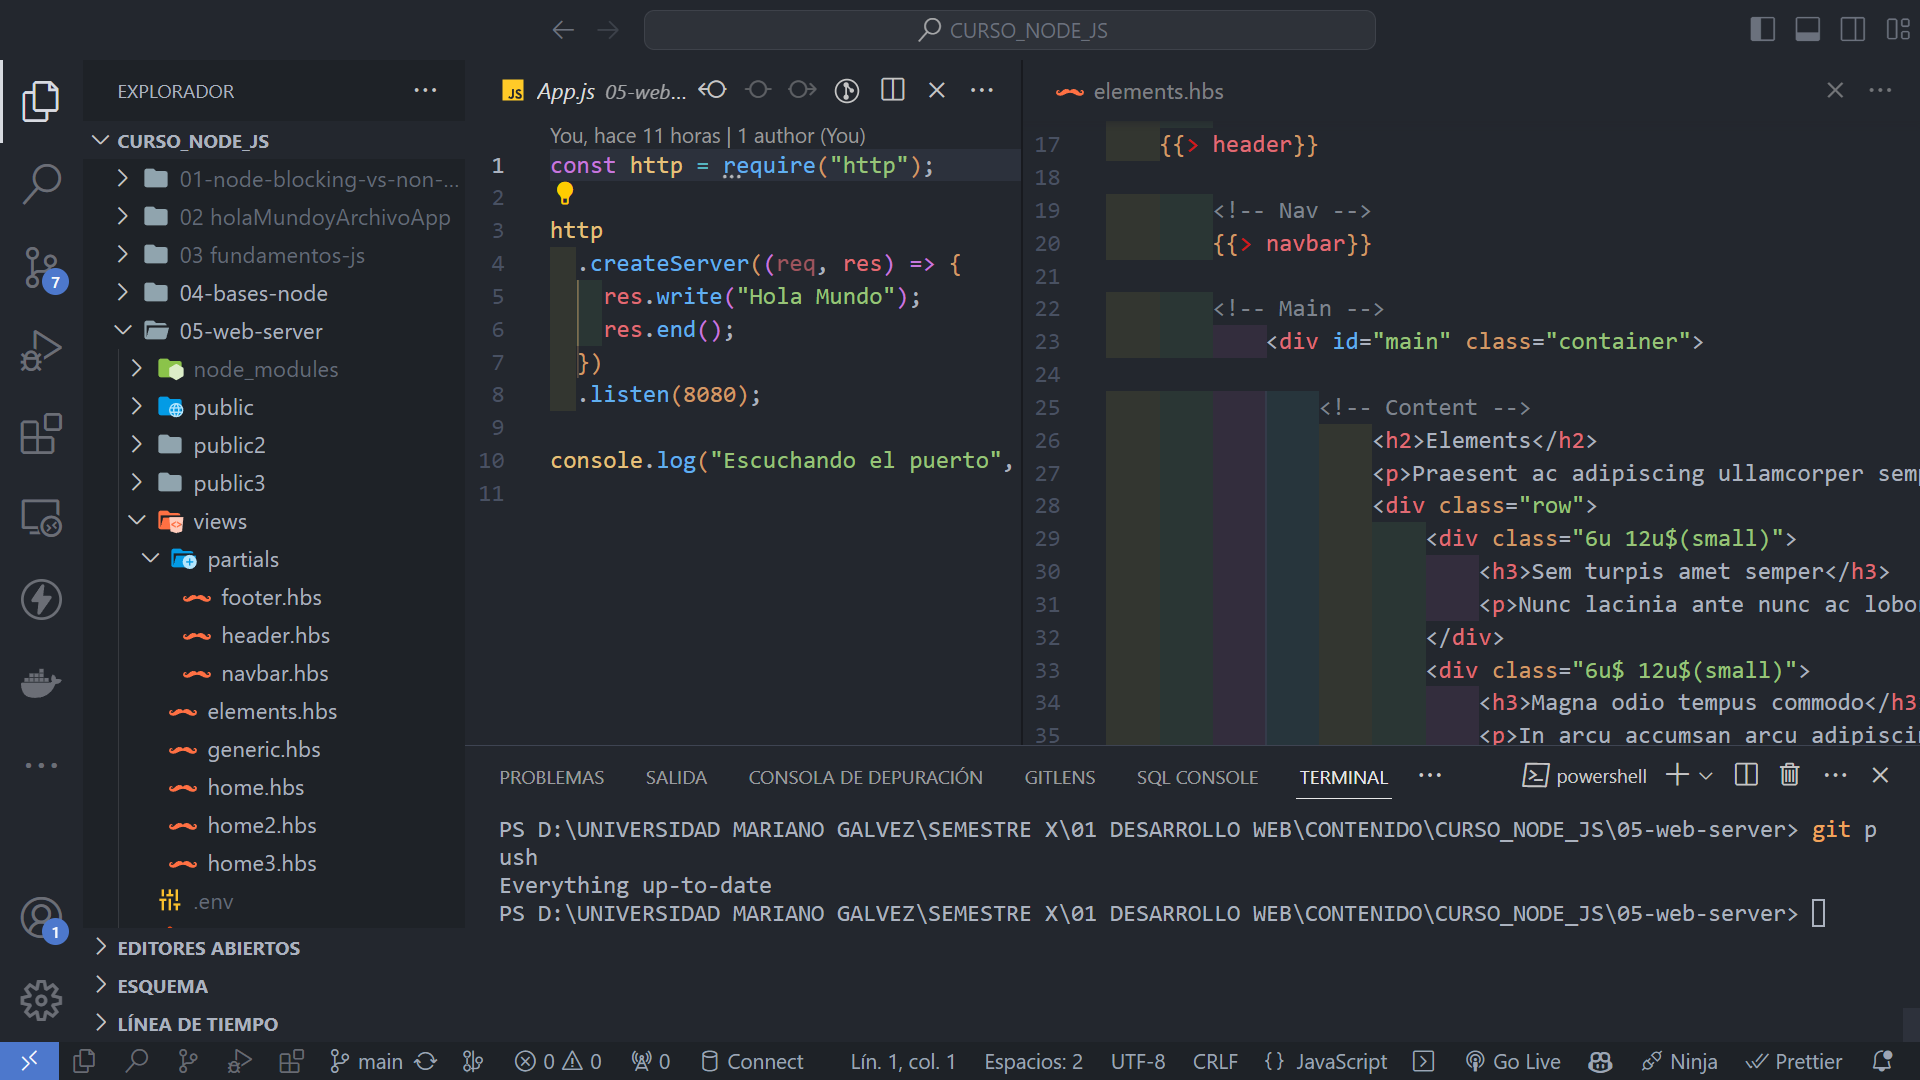 CURSO_NODE_JS
EXPLORADOR
CURSO_NODE_JS
01-node-blocking-vs-non-...
02 holaMundoyArchivoApp
03 fundamentos-js
04-bases-node
05-web-server
node_modules
public
public2
public3
views
partials
footer.hbs
header.hbs
navbar.hbs
elements.hbs
generic.hbs
home.hbs
home2.hbs
home3.hbs
.env
EDITORES ABIERTOS
ESQUEMA
LÍNEA DE TIEMPO
7
1
JS App.js 05-web...
You, hace 11 horas | 1 author (You)
1 const http = require("http");
2
3 http
4 .createServer((req, res) => {
5 res.write("Hola Mundo");
6 res.end();
7 })
8 .listen(8080);
9
10 console.log("Escuchando el puerto",
11
elements.hbs
17 {{> header}}
18
19 <!-- Nav -->
20 {{> navbar}}
21
22 <!-- Main -->
23 <div id="main" class="container">
24
25 <!-- Content -->
26 <h2>Elements</h2>
27 <p>Praesent ac adipiscing ullamcorper semp
28 <div class="row">
29 <div class="6u 12u$(small)">
30 <h3>Sem turpis amet semper</h3>
31 <p>Nunc lacinia ante nunc ac lobor
32 </div>
33 <div class="6u$ 12u$(small)">
34 <h3>Magna odio tempus commodo</h3
35 <p>In arcu accumsan arcu adipiscin
PROBLEMAS SALIDA CONSOLA DE DEPURACIÓN GITLENS SQL CONSOLE TERMINAL powershell
PS D:\UNIVERSIDAD MARIANO GALVEZ\SEMESTRE X\01 DESARROLLO WEB\CONTENIDO\CURSO_NODE_JS\05-web-server> git p
ush
Everything up-to-date
PS D:\UNIVERSIDAD MARIANO GALVEZ\SEMESTRE X\01 DESARROLLO WEB\CONTENIDO\CURSO_NODE_JS\05-web-server>
main 0 0 0 Connect Lín. 1, col. 1 Espacios: 2 UTF-8 CRLF {} JavaScript Go Live Ninja Prettier